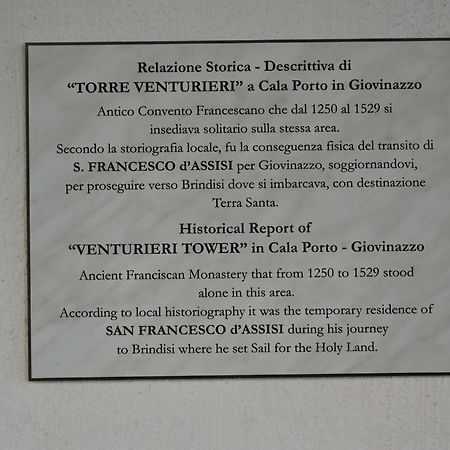 Relazione Storica - Descrittiva di
“TORRE VENTURIERI” a Cala Porto in Giovinazzo
Antico Convento Francescano che dal 1250 al 1529 si
insediava solitario sulla stessa area.
Secondo la storiografia locale, fu la conseguenza fisica del transito di
S. FRANCESCO d’ASSISI per Giovinazzo, soggiornandovi,
per proseguire verso Brindisi dove si imbarcava, con destinazione
Terra Santa.
Historical Report of
“VENTURIERI TOWER” in Cala Porto - Giovinazzo
Ancient Franciscan Monastery that from 1250 to 1529 stood
alone in this area.
According to local historiography it was the temporary residence of
SAN FRANCESCO d’ASSISI during his journey
to Brindisi where he set Sail for the Holy Land.